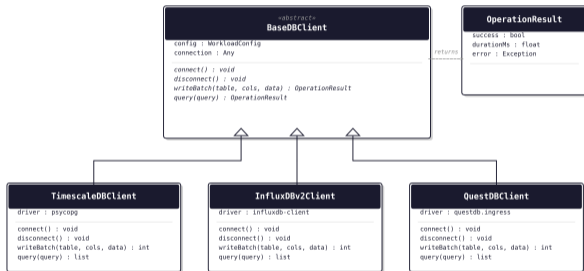 «abstract»
BaseDBClient
config : WorkloadConfig
connection : Any
connect() : void
disconnect() : void
writeBatch(table, cols, data) : OperationResult
query(query) : OperationResult
returns
OperationResult
success : bool
durationMs : float
error : Exception
TimescaleDBClient
driver : psycopg
connect() : void
disconnect() : void
writeBatch(table, cols, data) : int
query(query) : list
InfluxDBv2Client
driver : influxdb-client
connect() : void
disconnect() : void
writeBatch(table, cols, data) : int
query(query) : list
QuestDBClient
driver : questdb.ingress
connect() : void
disconnect() : void
writeBatch(table, cols, data) : int
query(query) : list